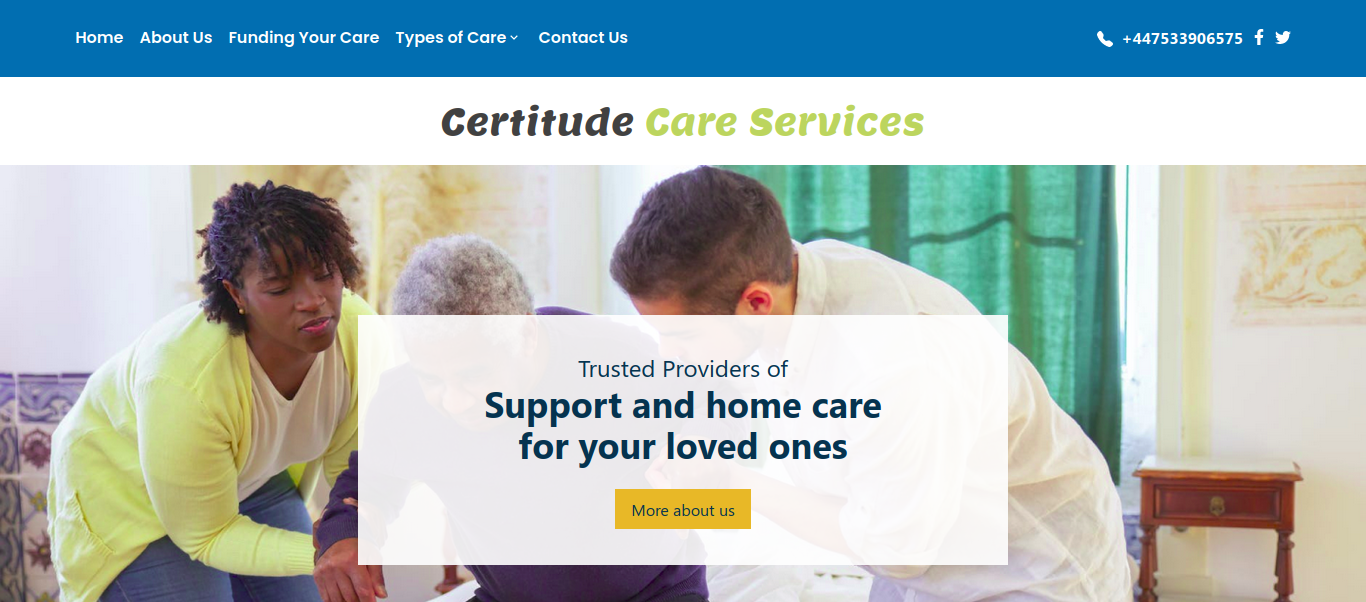 Home About Us Funding Your Care Types of Care Contact Us +447533906575
Certitude Care Services
Trusted Providers of
Support and home care
for your loved ones
More about us